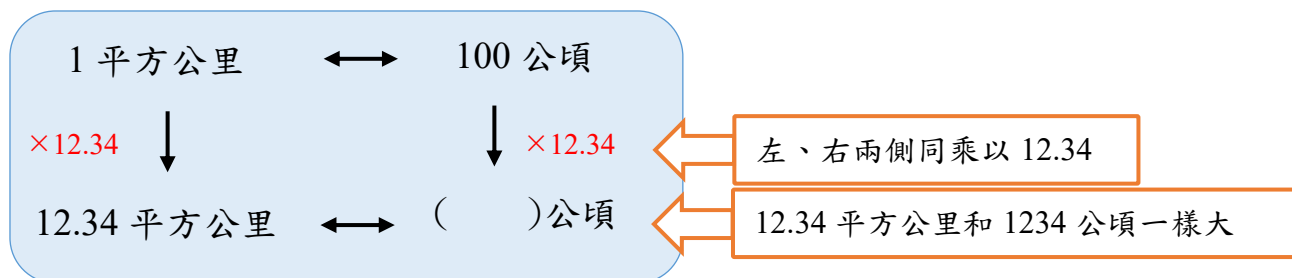 1 平方公里 100 公頃
×12.34 ×12.34 左、右兩側同乘以 12.34
12.34 平方公里 ( )公頃 12.34 平方公里和 1234 公頃一樣大